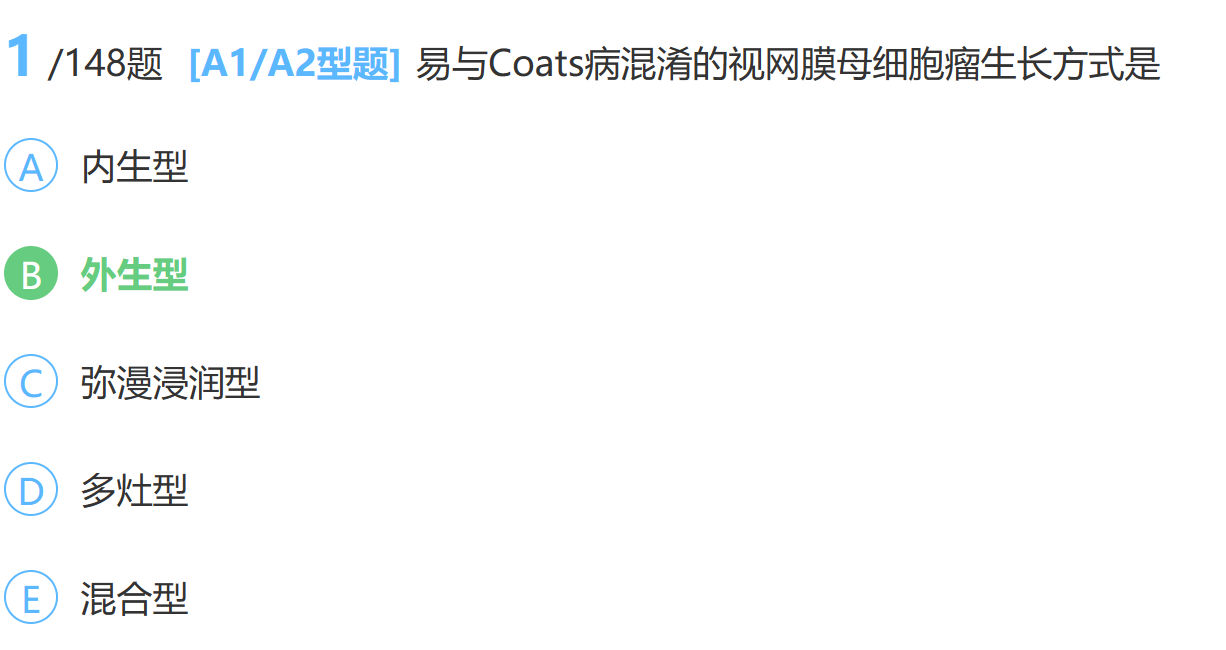 1 /148题 [A1/A2型题] 易与Coats病混淆的视网膜母细胞瘤生长方式是
A 内生型
B 外生型
C 弥漫浸润型
D 多灶型
E 混合型